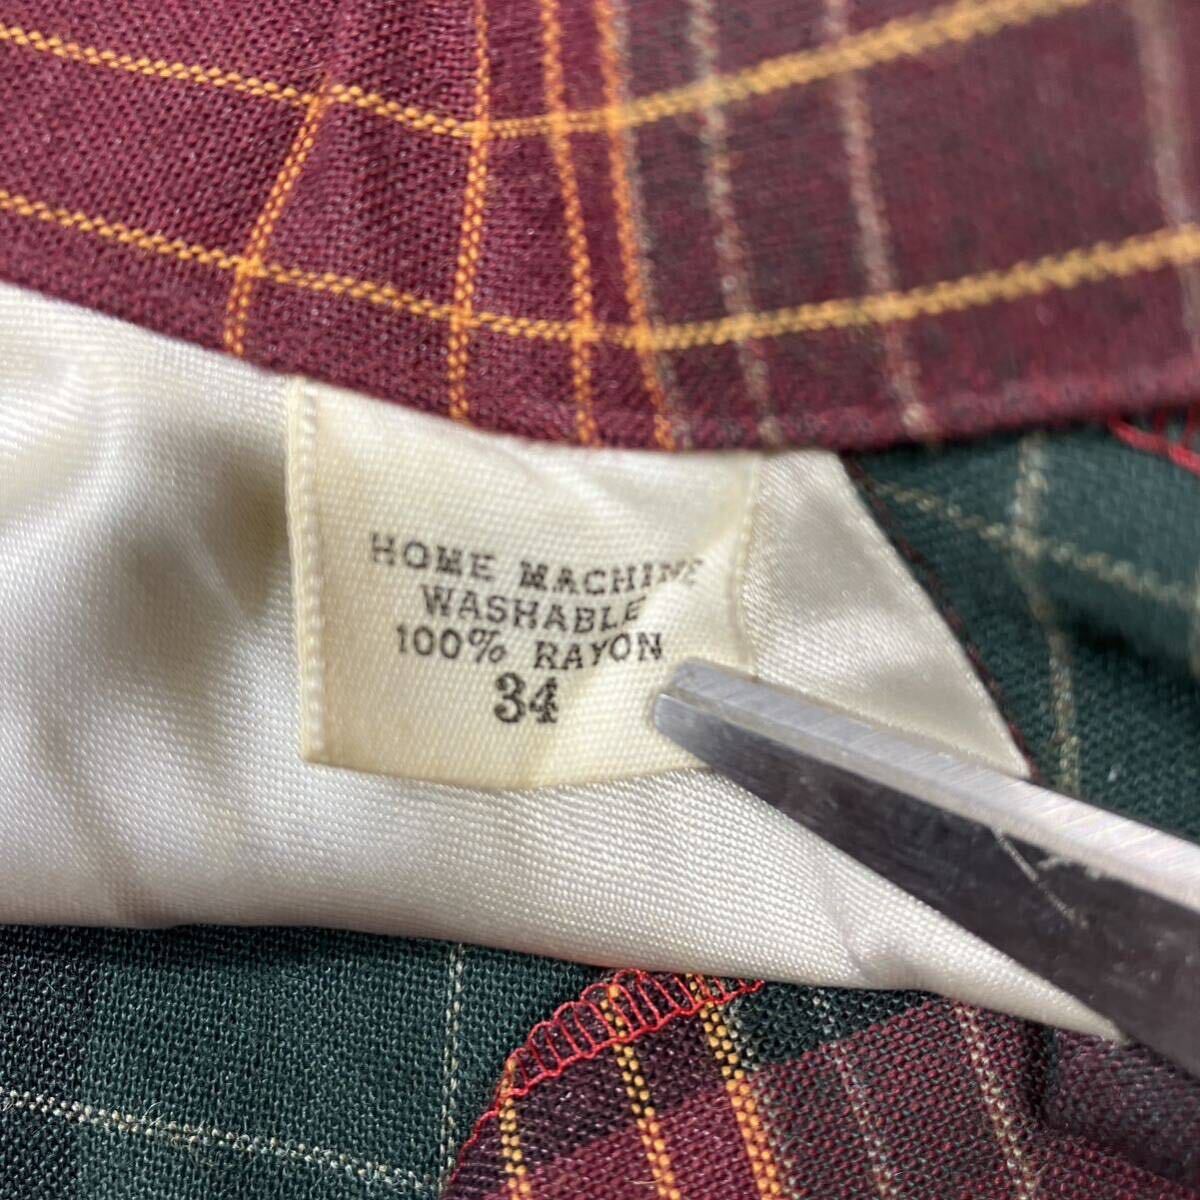 HOME MACHINE
WASHABLE
100% RAYON
34